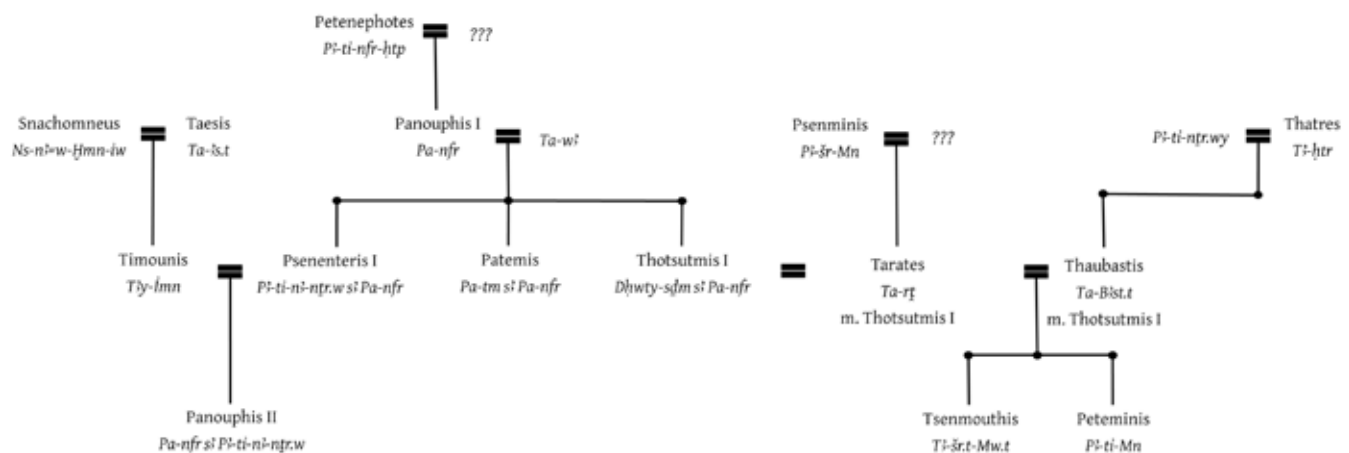 Petenephotes
Pꜣ-ti-nfr-ḥtp
???
Snachomneus
Ns-nꜣ=w-Ḫmn-iw
Taesis
Ta-ꜣs.t
Panouphis I
Pa-nfr
Ta-wꜣ
Psenminis
Pꜣ-šr-Mn
???
Pꜣ-ti-nṯr.wy
Thatres
Tꜣ-ḥtr
Timounis
Tꜣy-Ỉmn
Psenenteris I
Pꜣ-ti-nꜣ-nṯr.w sꜣ Pa-nfr
Patemis
Pa-tm sꜣ Pa-nfr
Thotsutmis I
Ḏḥwty-sḏm sꜣ Pa-nfr
Tarates
Ta-rṱ
m. Thotsutmis I
Thaubastis
Ta-Bꜣst.t
m. Thotsutmis I
Panouphis II
Pa-nfr sꜣ Pꜣ-ti-nꜣ-nṯr.w
Tsenmouthis
Tꜣ-šr.t-Mw.t
Peteminis
Pꜣ-ti-Mn